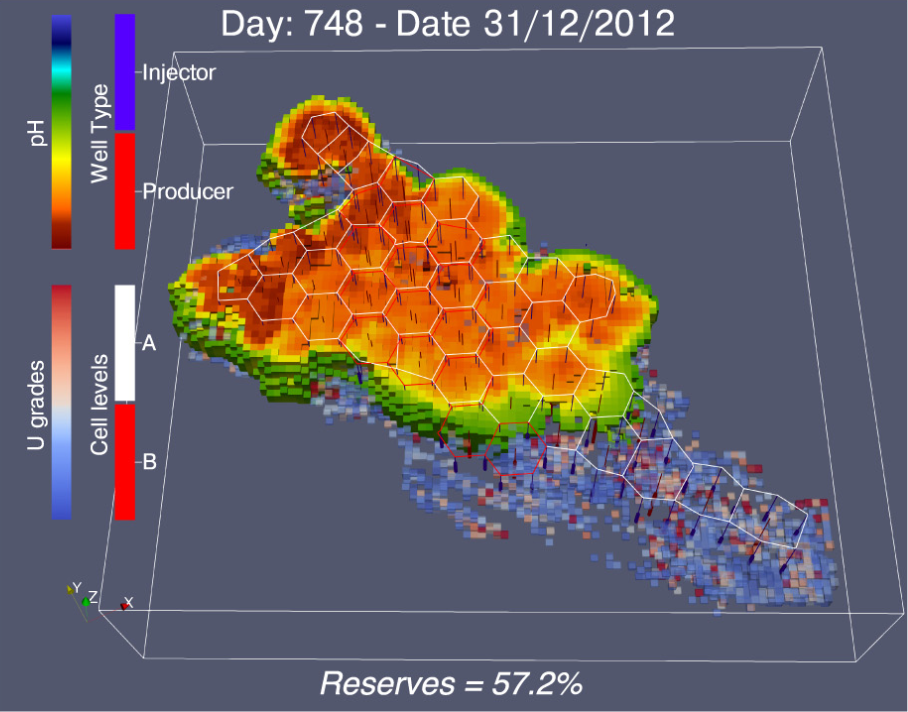 Day: 748 - Date 31/12/2012
pH
Well Type
Injector
Producer
U grades
Cell levels
A
B
Y
Z
X
Reserves = 57.2%